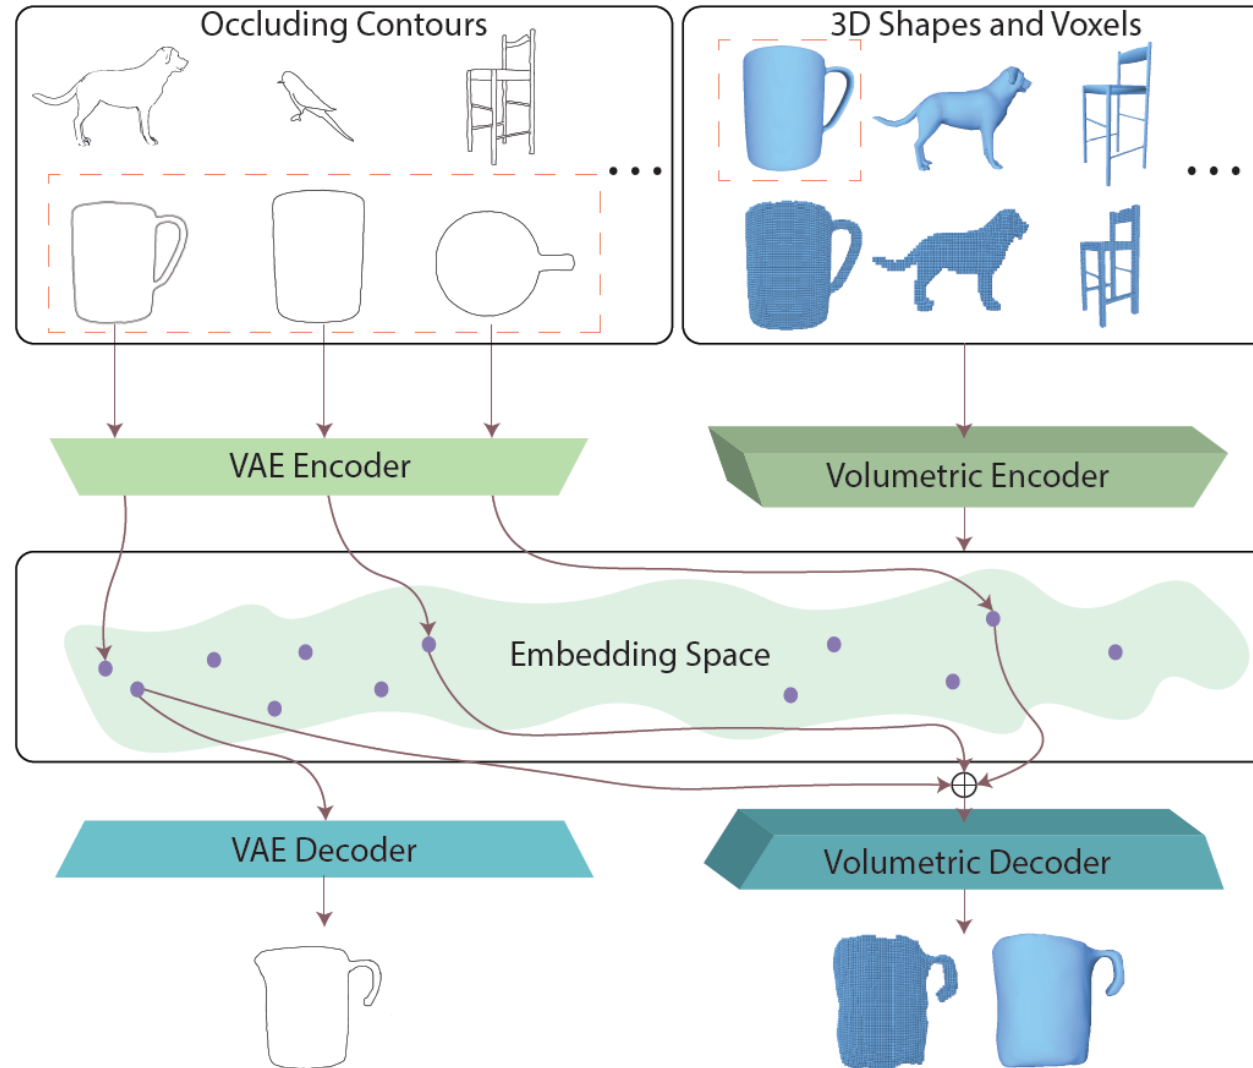 Occluding Contours
3D Shapes and Voxels
VAE Encoder
Volumetric Encoder
Embedding Space
VAE Decoder
Volumetric Decoder